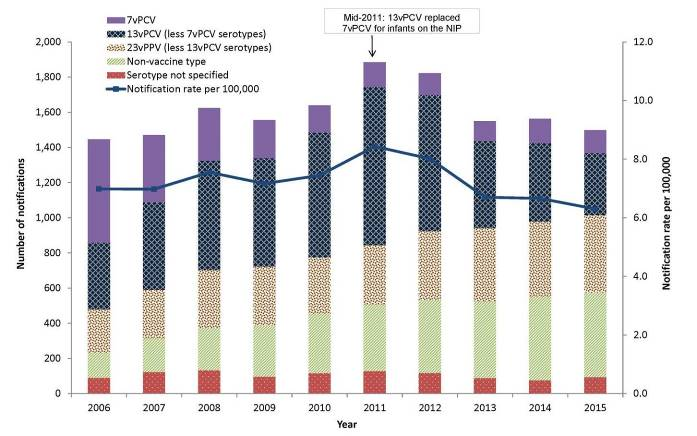 Mid-2011: 13vPCV replaced
7vPCV for infants on the NIP
7vPCV
13vPCV (less 7vPCV serotypes)
23vPPV (less 13vPCV serotypes)
Non-vaccine type
Serotype not specified
Notification rate per 100,000
2,000
1,800
1,600
1,400
1,200
1,000
800
600
400
200
0
Number of notifications
12.0
10.0
8.0
6.0
4.0
2.0
0.0
Notification rate per 100,000
2006 2007 2008 2009 2010 2011 2012 2013 2014 2015
Year